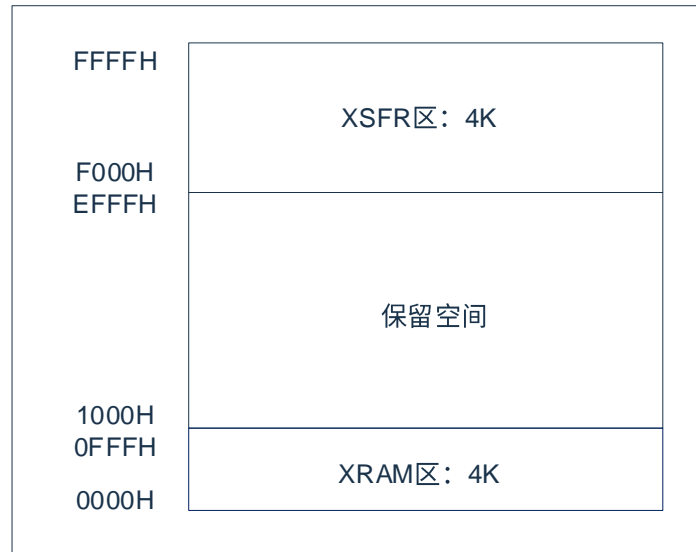 FFFFH
XSFR区：4K
F000H
EFFFH
保留空间
1000H
0FFFH
XRAM区：4K
0000H